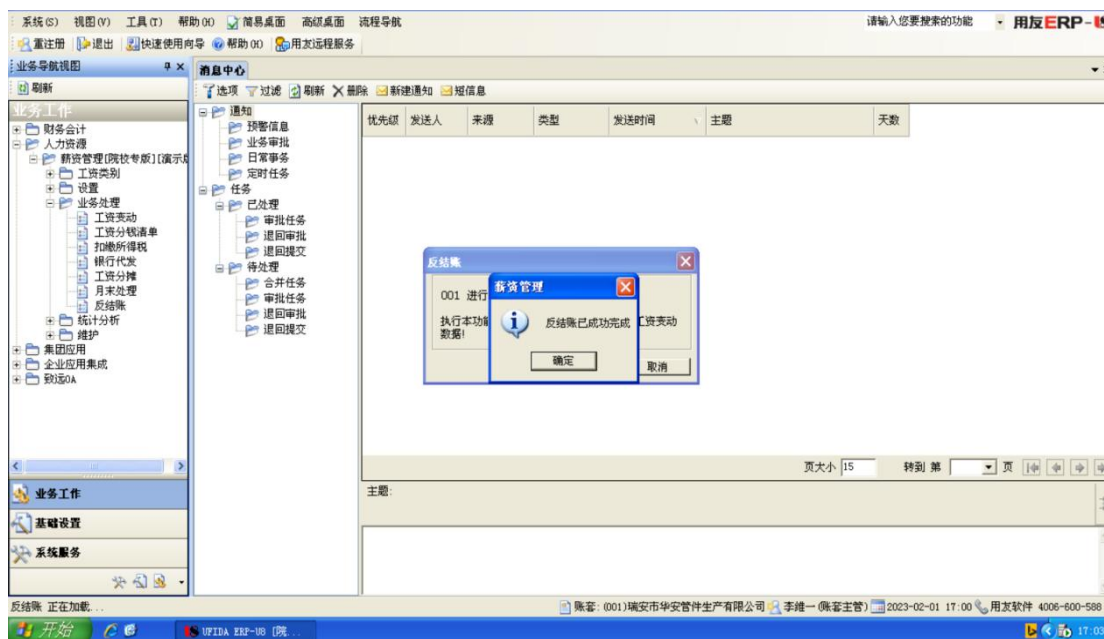 系统(S) 视图(V) 工具(T) 帮助(H) 简易桌面 高级桌面 流程导航 请输入您要搜索的功能 用友ERP-U
重注册 退出 快速使用向导 帮助(H) 用友远程服务
业务导航视图
刷新
业务工作
财务会计
人力资源
薪资管理[院校专版][演示版
工资类别
设置
业务处理
工资变动
工资分钱清单
扣缴所得税
银行代发
工资分摊
月末处理
反结账
统计分析
维护
集团应用
企业应用集成
致远OA
业务工作
基础设置
系统服务
消息中心
选项 过滤 刷新 删除 新建通知 短信息
通知
预警信息
业务审批
日常事务
定时任务
任务
已处理
审批任务
退回审批
退回提交
待处理
合并任务
审批任务
退回审批
退回提交
优先级 发送人 来源 类型 发送时间 主题 天数
反结账
001 进行
执行本功 工资变动
数据!
取消
薪资管理
反结账已成功完成
确定
页大小 15 转到 第 页
主题:
反结账 正在加载... 账套: (001)瑞安市华安管件生产有限公司 李维一 (账套主管) 2023-02-01 17:00 用友软件 4006-600-588
开始 UFIDA ERP-U8 [院... 17:03